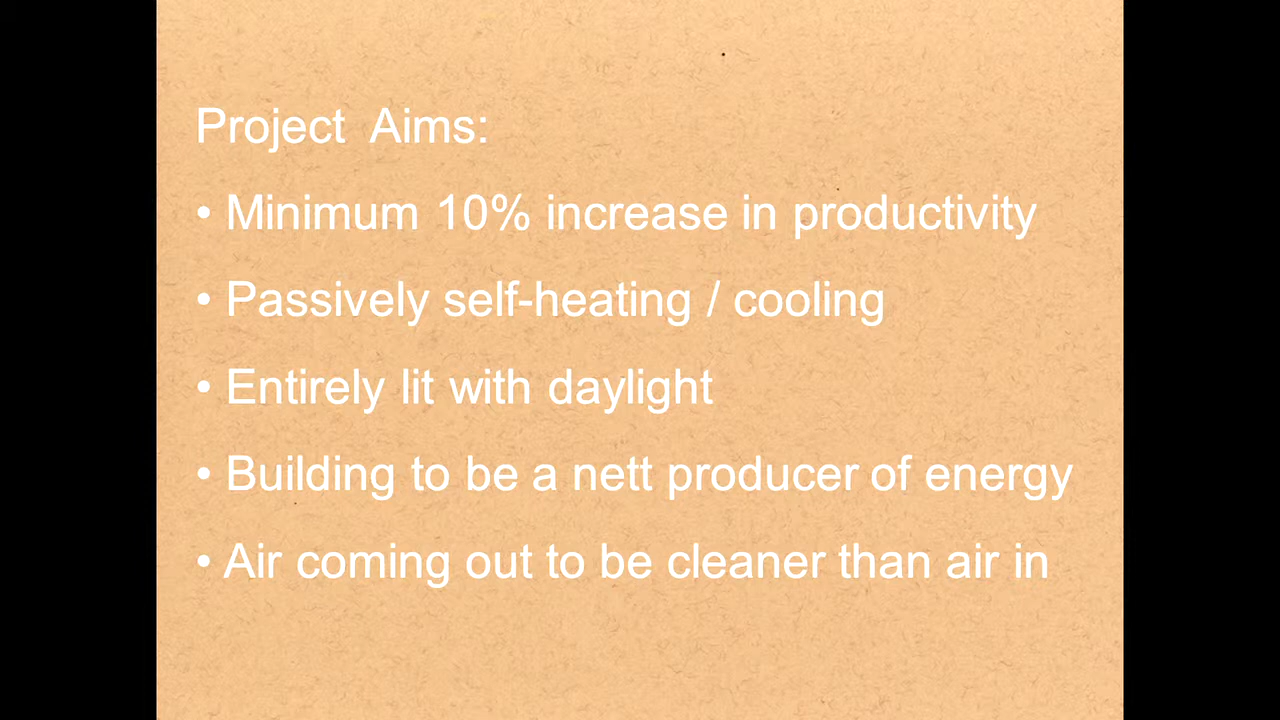 Project  Aims:
• Minimum 10% increase in productivity
• Passively self-heating / cooling
• Entirely lit with daylight
• Building to be a nett producer of energy
• Air coming out to be cleaner than air in